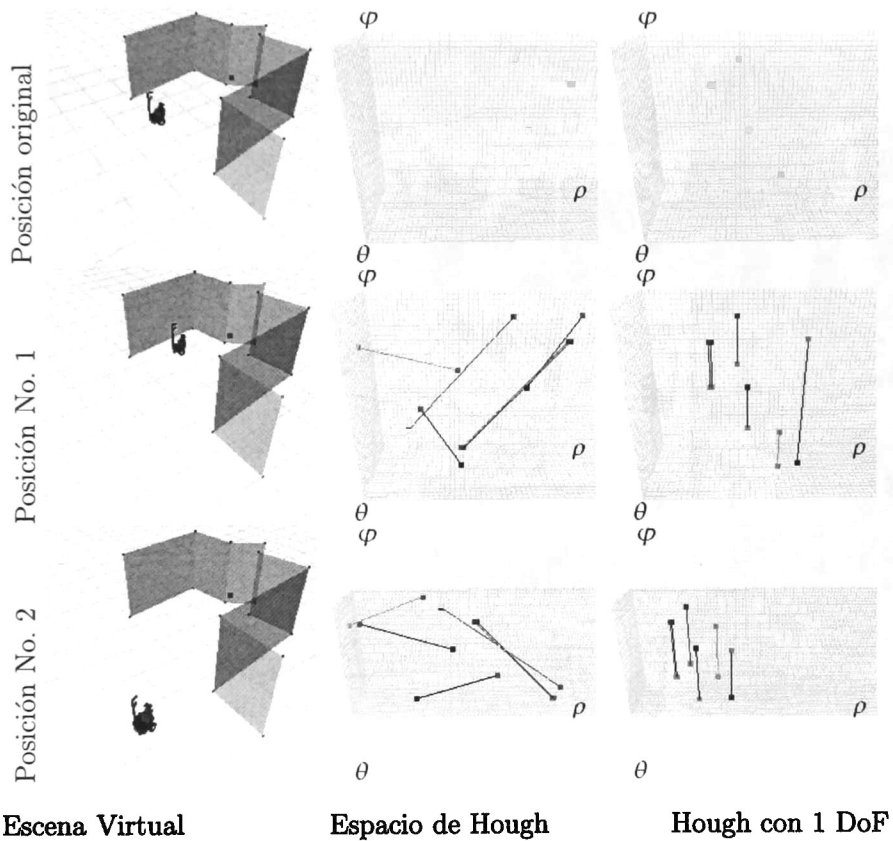 Posición original
φ
ρ
θ
φ
ρ
θ
Posición No. 1
φ
ρ
θ
φ
ρ
θ
Posición No. 2
φ
ρ
θ
φ
ρ
θ
Escena Virtual
Espacio de Hough
Hough con 1 DoF